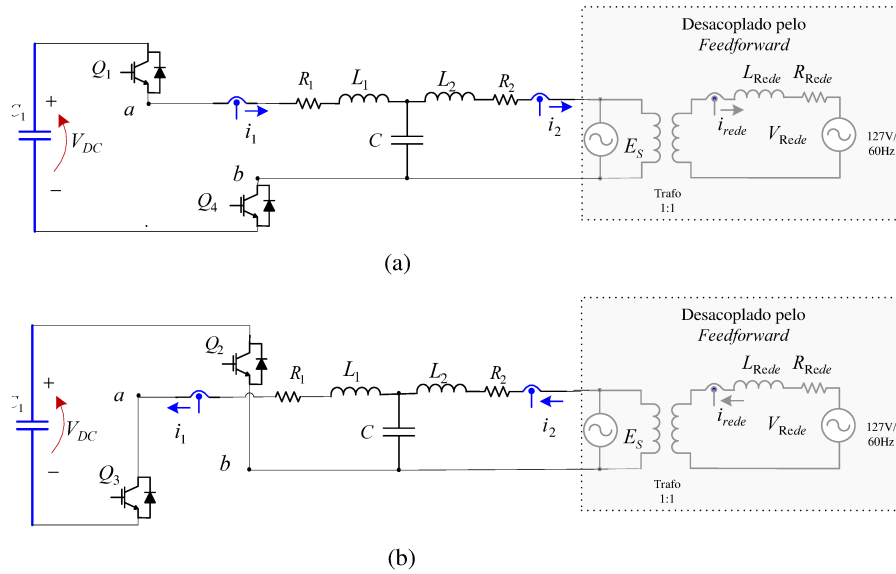 Desacoplado pelo
Feedforward
Q1
a
i1
R1
L1
L2
R2
i2
C
+
VDC
−
b
Q4
ES
Trafo
1:1
irede
LRede
RRede
VRede
127V/
60Hz
(a)
Desacoplado pelo
Feedforward
Q2
a
i1
R1
L1
L2
R2
i2
C
+
VDC
−
b
Q3
ES
Trafo
1:1
irede
LRede
RRede
VRede
127V/
60Hz
(b)